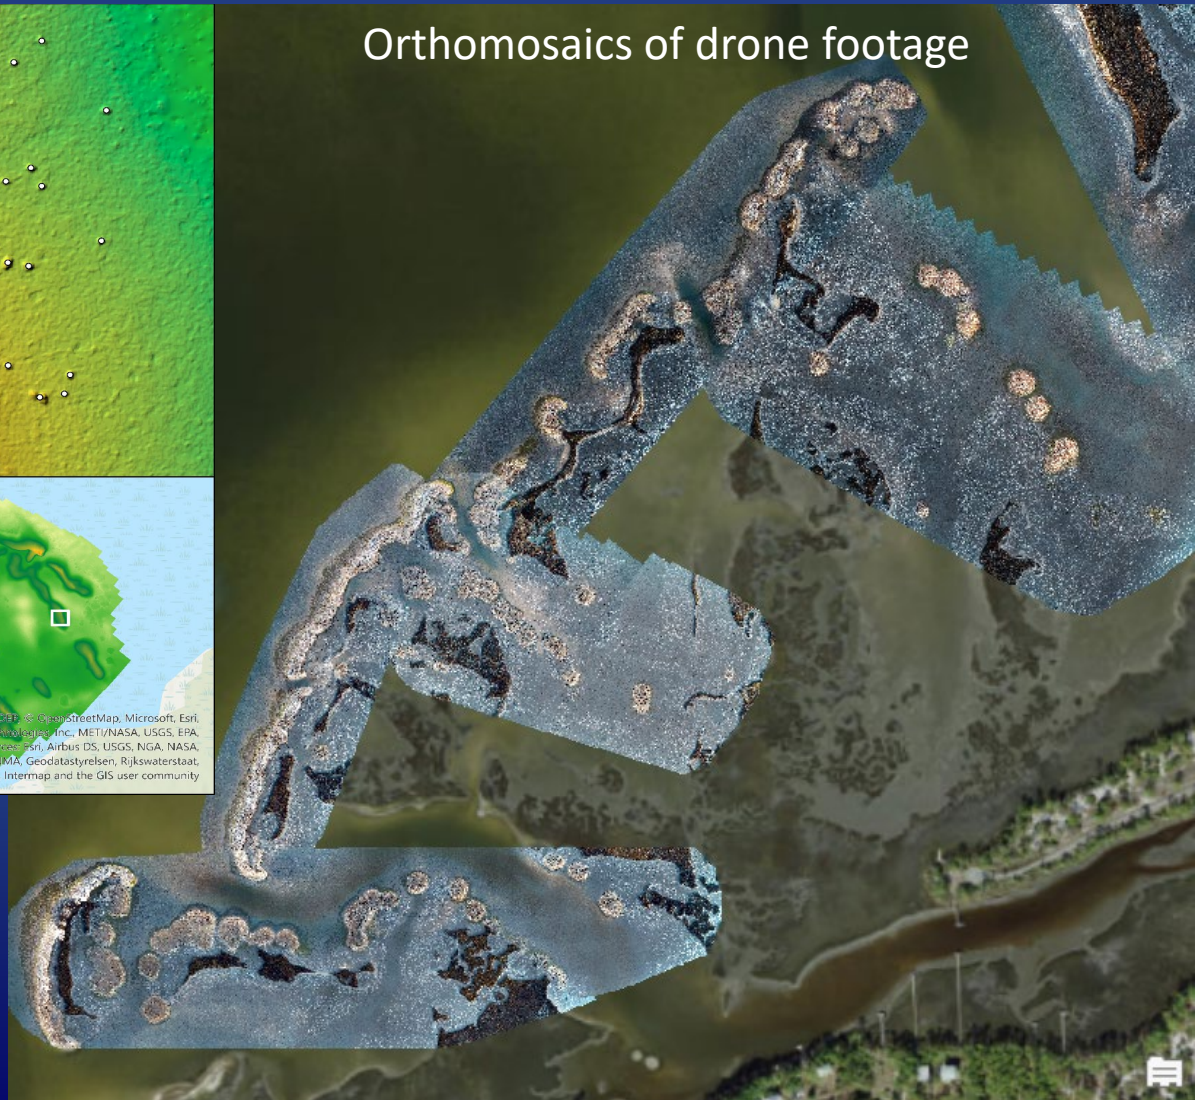 Orthomosaics of drone footage
© OpenStreetMap, Microsoft, Esri,
Inc., METI/NASA, USGS, EPA,
Esri, Airbus DS, USGS, NGA, NASA,
Geodatastyrelsen, Rijkswaterstaat,
Intermap and the GIS user community